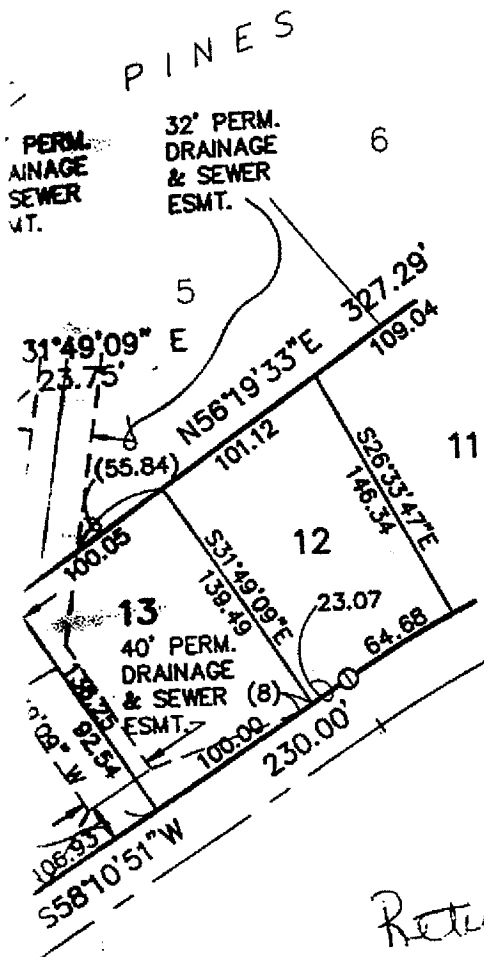 PINES
PERM.
AINAGE
SEWER
MT.
32' PERM.
DRAINAGE
& SEWER
ESMT.
6
5
31°49'09" E
23.75'
N56°19'33"E
327.29'
109.04
101.12
(55.84)
100.05
S26°33'47"E
146.34
11
12
S31°49'09"E
139.49
23.07
64.68
13
40' PERM.
DRAINAGE
& SEWER
ESMT.
(8)
138.25
92.54
09" W
100.00
230.00'
106.93
S58°10'51"W